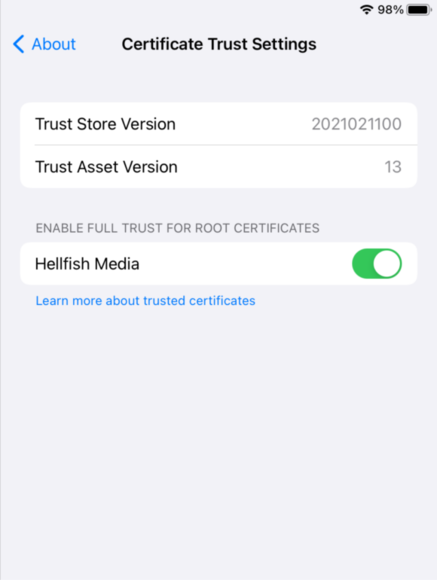 98%
About
Certificate Trust Settings
Trust Store Version 2021021100
Trust Asset Version 13
ENABLE FULL TRUST FOR ROOT CERTIFICATES
Hellfish Media
Learn more about trusted certificates